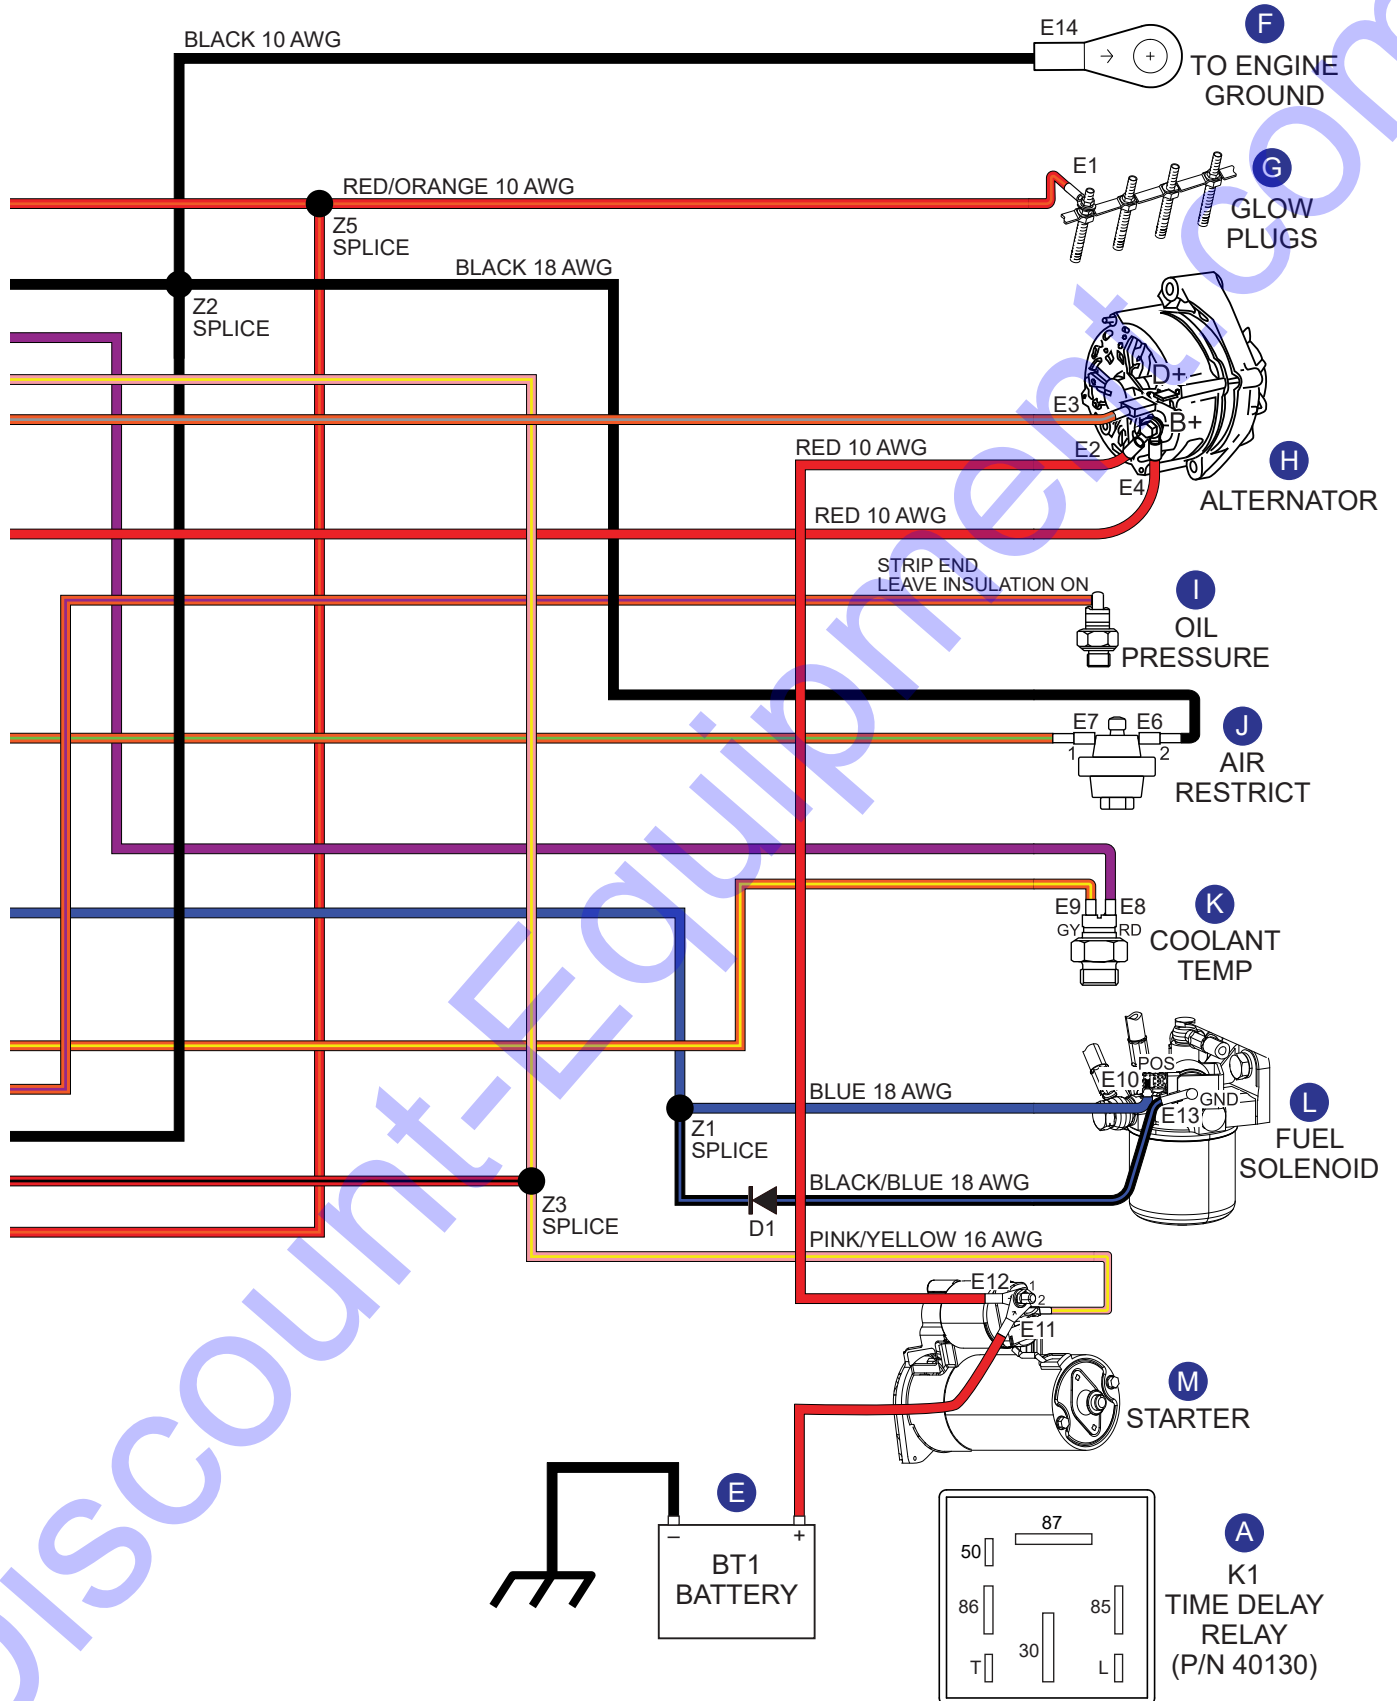 BLACK 10 AWG
E14
F
TO ENGINE
GROUND
RED/ORANGE 10 AWG
E1
G
GLOW
PLUGS
Z5
SPLICE
BLACK 18 AWG
Z2
SPLICE
D+
E3
B+
RED 10 AWG
E2
H
E4
ALTERNATOR
RED 10 AWG
STRIP END
LEAVE INSULATION ON
I
OIL
PRESSURE
E7
E6
J
1
2
AIR
RESTRICT
E9
E8
K
GY
RD
COOLANT
TEMP
POS
E10
BLUE 18 AWG
GND
L
E13
FUEL
SOLENOID
Z1
SPLICE
BLACK/BLUE 18 AWG
D1
Z3
SPLICE
PINK/YELLOW 16 AWG
E12
1
2
E11
M
STARTER
E
–
+
BT1
BATTERY
87
50
86
85
30
T
L
A
K1
TIME DELAY
RELAY
(P/N 40130)
Discount-Equipment.com